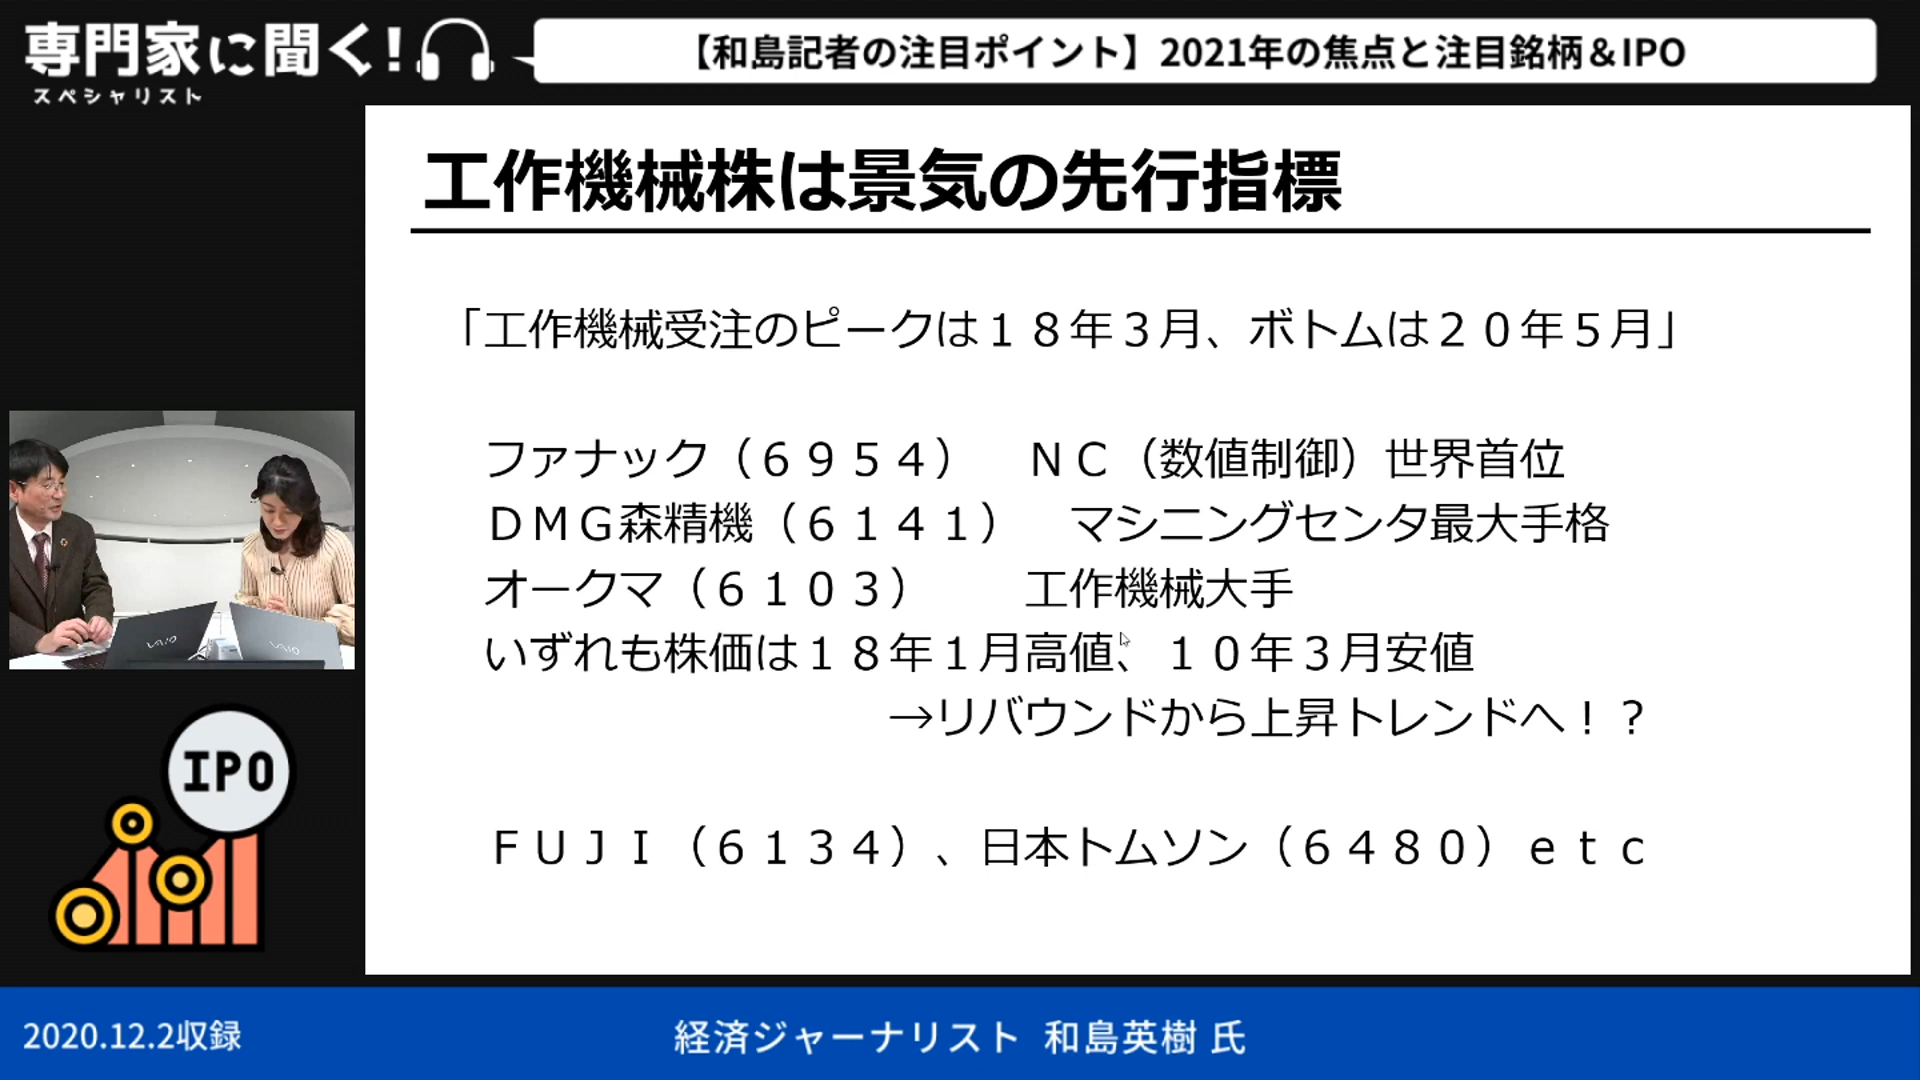 専門家に聞く!
スペシャリスト
【和島記者の注目ポイント】2021年の焦点と注目銘柄＆IPO
工作機械株は景気の先行指標
「工作機械受注のピークは１８年３月、ボトムは２０年５月」
ファナック（６９５４）　ＮＣ（数値制御）世界首位
ＤＭＧ森精機（６１４１）　マシニングセンタ最大手格
オークマ（６１０３）　　工作機械大手
いずれも株価は１８年１月高値、１０年３月安値
→リバウンドから上昇トレンドへ！？
ＦＵＪＩ（６１３４）、日本トムソン（６４８０）ｅｔｃ
VAIO
VAIO
IPO
2020.12.2収録
経済ジャーナリスト 和島英樹 氏